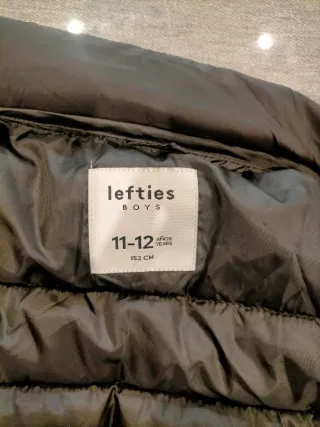 lefties
BOYS
11-12 AÑOS
YEARS
152 CM